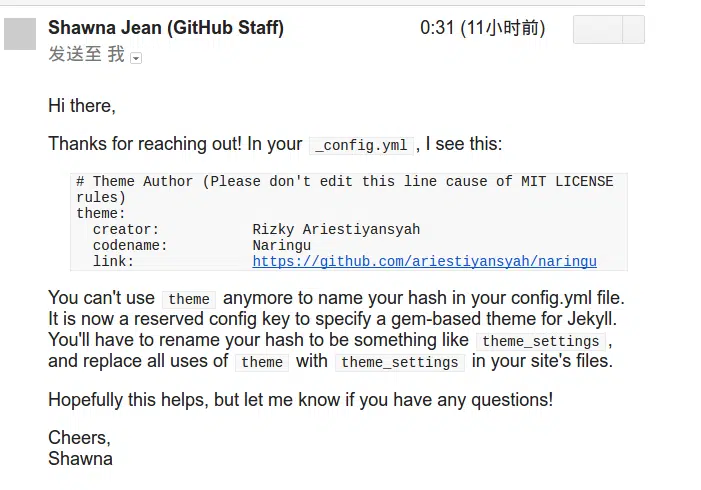 Shawna Jean (GitHub Staff) 0:31 (11小时前)
发送至 我
Hi there,
Thanks for reaching out! In your _config.yml , I see this:
# Theme Author (Please don't edit this line cause of MIT LICENSE
rules)
theme:
creator: Rizky Ariestiyansyah
codename: Naringu
link: https://github.com/ariestiyansyah/naringu
You can't use theme anymore to name your hash in your config.yml file.
It is now a reserved config key to specify a gem-based theme for Jekyll.
You'll have to rename your hash to be something like theme_settings ,
and replace all uses of theme with theme_settings in your site's files.
Hopefully this helps, but let me know if you have any questions!
Cheers,
Shawna